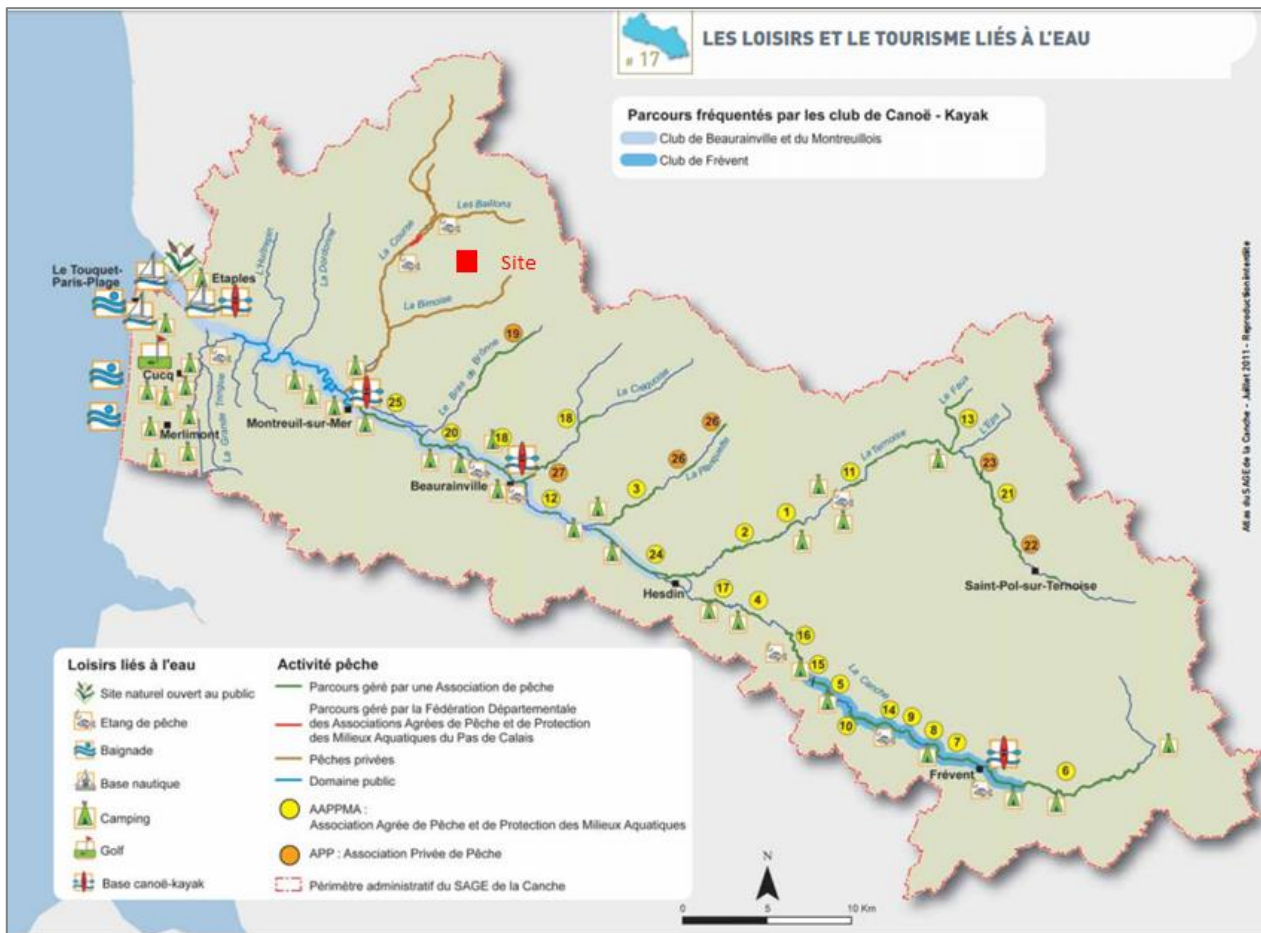 LES LOISIRS ET LE TOURISME LIÉS À L'EAU
# 17
Parcours fréquentés par les club de Canoë - Kayak
Club de Beaurainville et du Montreuillois
Club de Frévent
Les Baillons
La Course
Site
L'Huitrepin
La Dordonne
Le Touquet-
Paris-Plage
Etaples
La Bimoise
19
Le Bras de Brônne
Cucq
La Grande Tringue
Merlimont
Montreuil-sur-Mer
25
20
18
18
La Créquoise
Beaurainville
27
12
26
26
La Planquette
3
La Faux
13
L'Eps
La Ternoise
11
23
21
1
2
22
24
Saint-Pol-sur-Ternoise
Hesdin
17
4
16
15
La Canche
5
10
14
9
8
7
Frévent
6
Atlas du SAGE de la Canche - Juillet 2011 - Reproduction interdite
Loisirs liés à l'eau
Site naturel ouvert au public
Etang de pêche
Baignade
Base nautique
Camping
Golf
Base canoë-kayak
Activité pêche
Parcours géré par une Association de pêche
Parcours géré par la Fédération Départementale
des Associations Agrées de Pêche et de Protection
des Milieux Aquatiques du Pas de Calais
Pêches privées
Domaine public
AAPPMA :
Association Agrée de Pêche et de Protection des Milieux Aquatiques
APP : Association Privée de Pêche
Périmètre administratif du SAGE de la Canche
N
0 5 10 Km